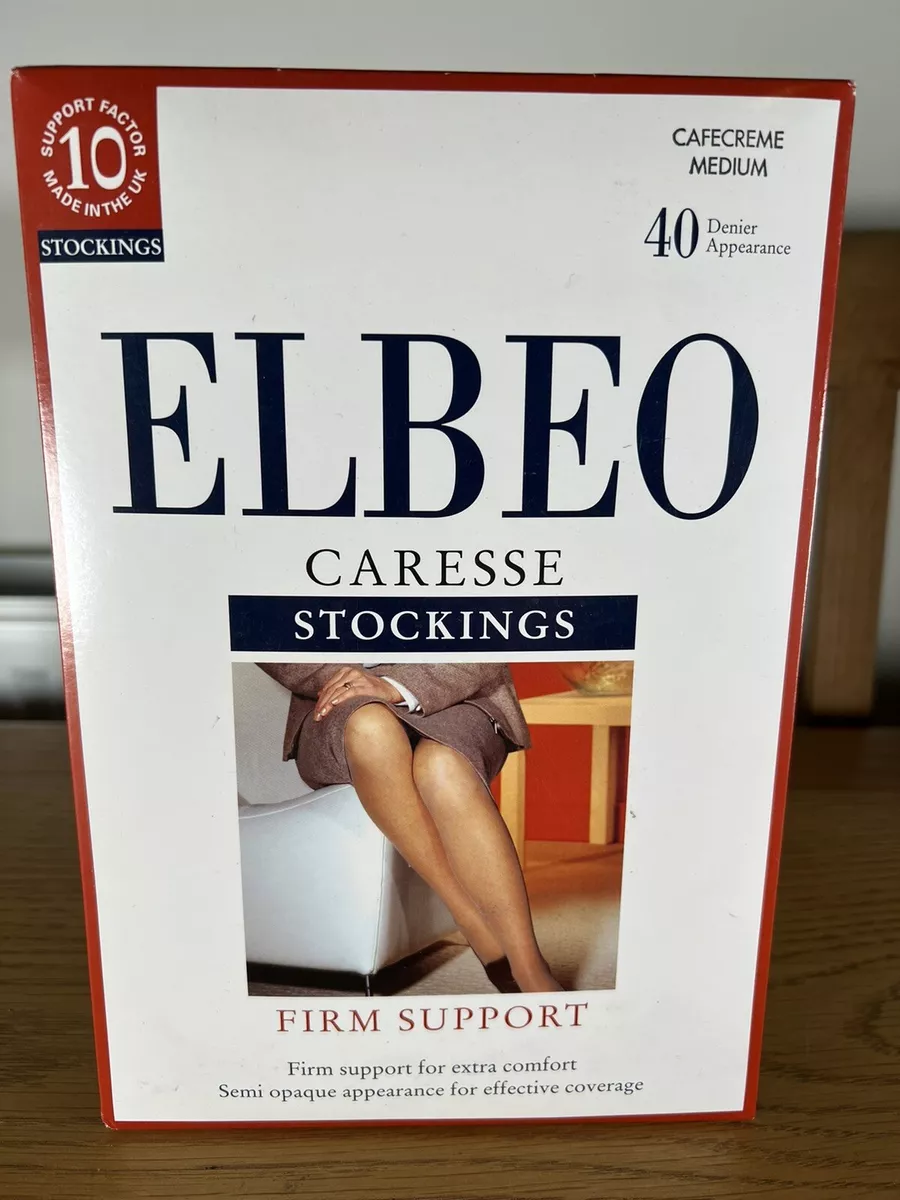 SUPPORT FACTOR
10
MADE IN THE UK
STOCKINGS
CAFECREME
MEDIUM
40 Denier
Appearance
ELBEO
CARESSE
STOCKINGS
FIRM SUPPORT
Firm support for extra comfort
Semi opaque appearance for effective coverage